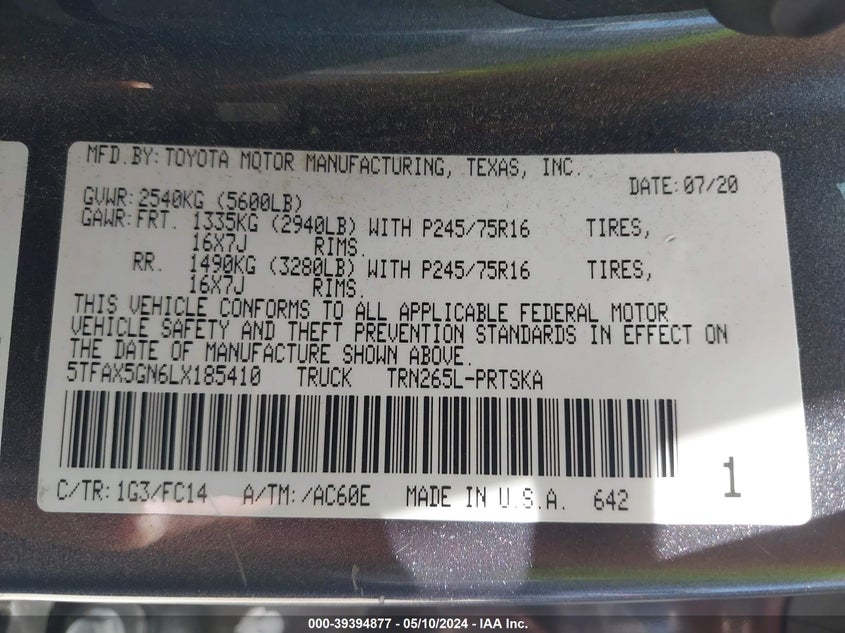 MFD.BY: TOYOTA MOTOR MANUFACTURING, TEXAS, INC.
DATE: 07/20
GVWR: 2540KG (5600LB)
GAWR: FRT. 1335KG (2940LB) WITH P245/75R16 TIRES,
16X7J RIMS.
RR. 1490KG (3280LB) WITH P245/75R16 TIRES,
16X7J RIMS.
THIS VEHICLE CONFORMS TO ALL APPLICABLE FEDERAL MOTOR
VEHICLE SAFETY AND THEFT PREVENTION STANDARDS IN EFFECT ON
THE DATE OF MANUFACTURE SHOWN ABOVE.
5TFAX5GN6LX185410 TRUCK TRN265L-PRTSKA
C/TR: 1G3/FC14 A/TM: /AC60E MADE IN U.S.A. 642
1
000-39394877 - 05/10/2024 - IAA Inc.